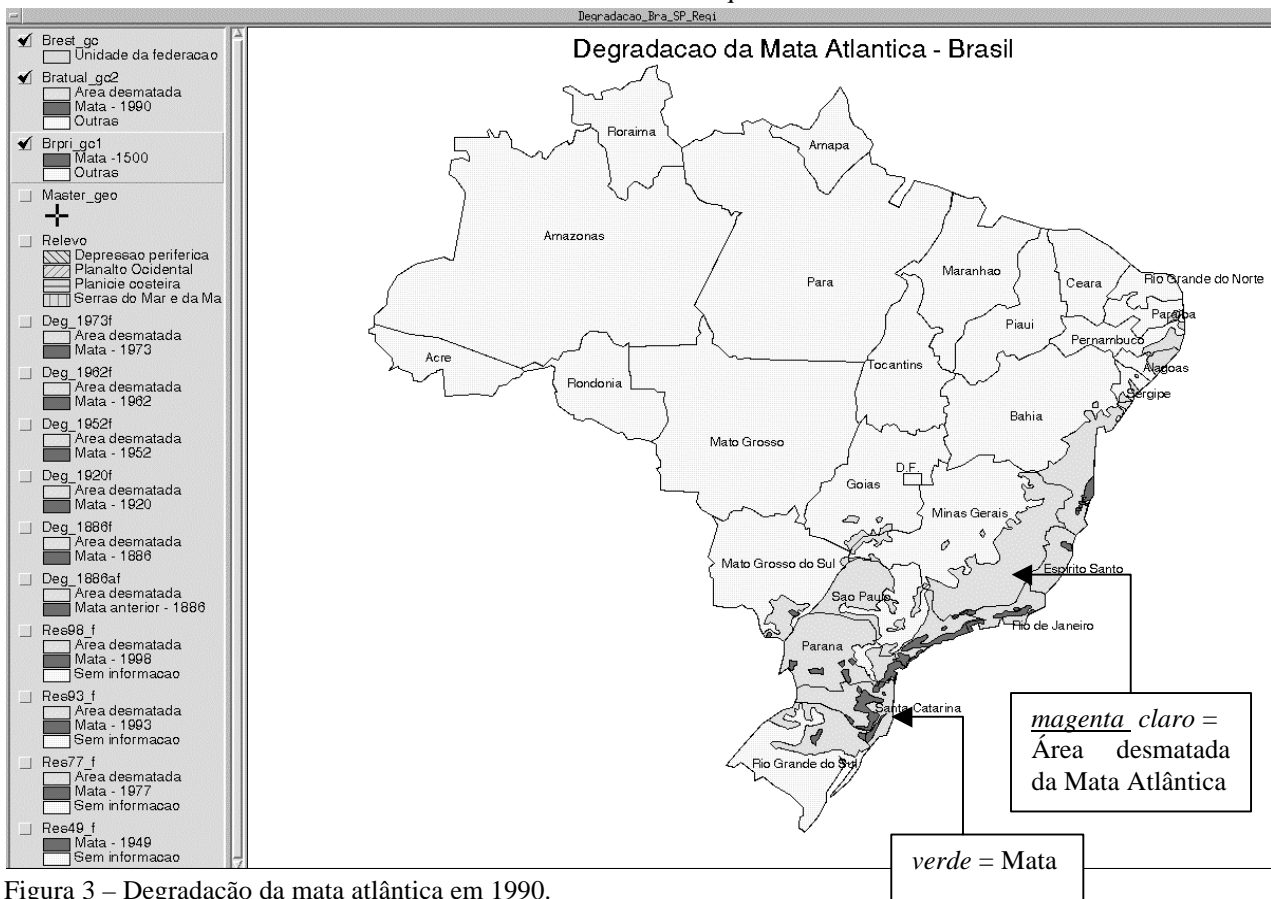 Degradacao_Bra_SP_Regi
Brest_gc
Unidade da federacao
Bratual_gc2
Area desmatada
Mata - 1990
Outras
Brpri_gc1
Mata -1500
Outras
Master_geo
Relevo
Depressao periferica
Planalto Ocidental
Planicie costeira
Serras do Mar e da Ma
Deg_1973f
Area desmatada
Mata - 1973
Deg_1962f
Area desmatada
Mata - 1962
Deg_1952f
Area desmatada
Mata - 1952
Deg_1920f
Area desmatada
Mata - 1920
Deg_1886f
Area desmatada
Mata - 1886
Deg_1886af
Area desmatada
Mata anterior - 1886
Res98_f
Area desmatada
Mata - 1998
Sem informacao
Res93_f
Area desmatada
Mata - 1993
Sem informacao
Res77_f
Area desmatada
Mata - 1977
Sem informacao
Res49_f
Mata - 1949
Sem informacao
Degradacao da Mata Atlantica - Brasil
Roraima
Amapa
Amazonas
Para
Maranhao
Ceara
Rio Grande do Norte
Paraiba
Piaui
Pernambuco
Acre
Rondonia
Tocantins
Alagoas
Sergipe
Bahia
Mato Grosso
D.F.
Goias
Minas Gerais
Mato Grosso do Sul
Espirito Santo
Sao Paulo
Rio de Janeiro
Parana
Santa Catarina
Rio Grande do Sul
magenta claro =
Área desmatada
da Mata Atlântica
verde = Mata
Figura 3 – Degradação da mata atlântica em 1990.